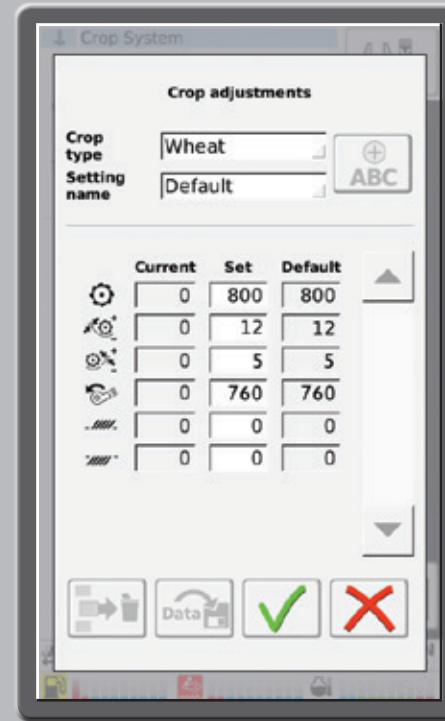 Crop System
Crop adjustments
Crop type Wheat
Setting name Default
ABC
Current Set Default
0 800 800
0 12 12
0 5 5
0 760 760
0 0 0
0 0 0
Data